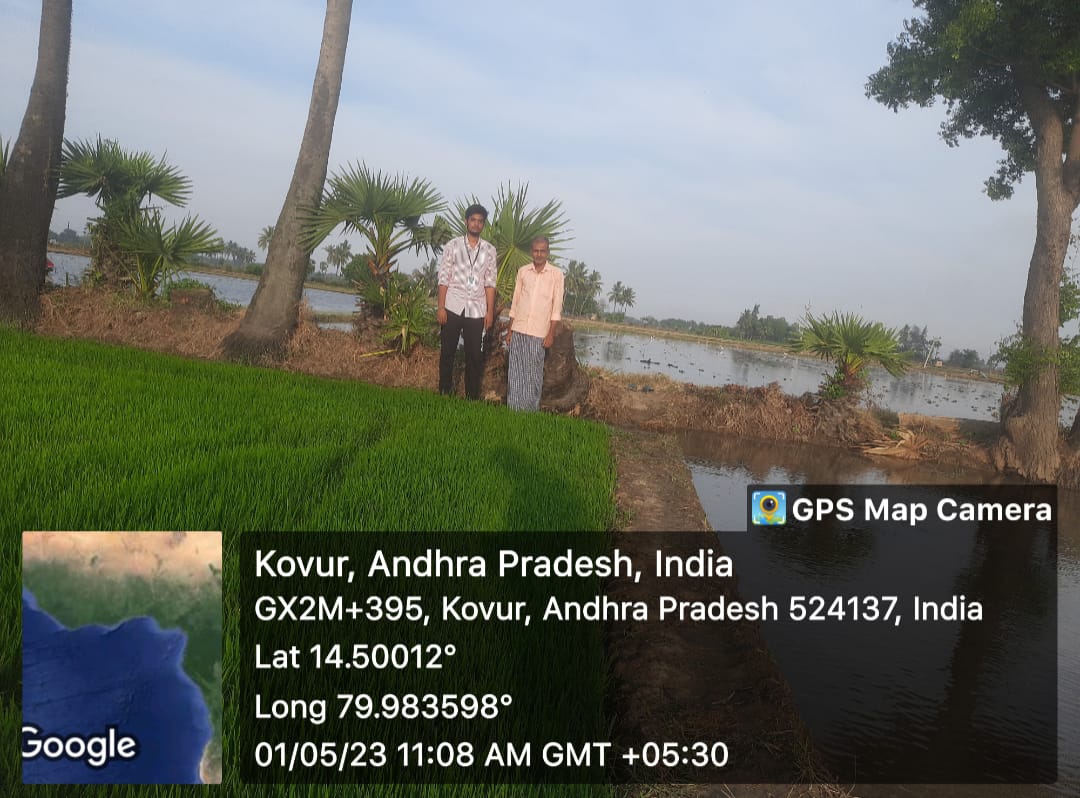 GPS Map Camera
Kovur, Andhra Pradesh, India
GX2M+395, Kovur, Andhra Pradesh 524137, India
Lat 14.50012°
Long 79.983598°
01/05/23 11:08 AM GMT +05:30
Google